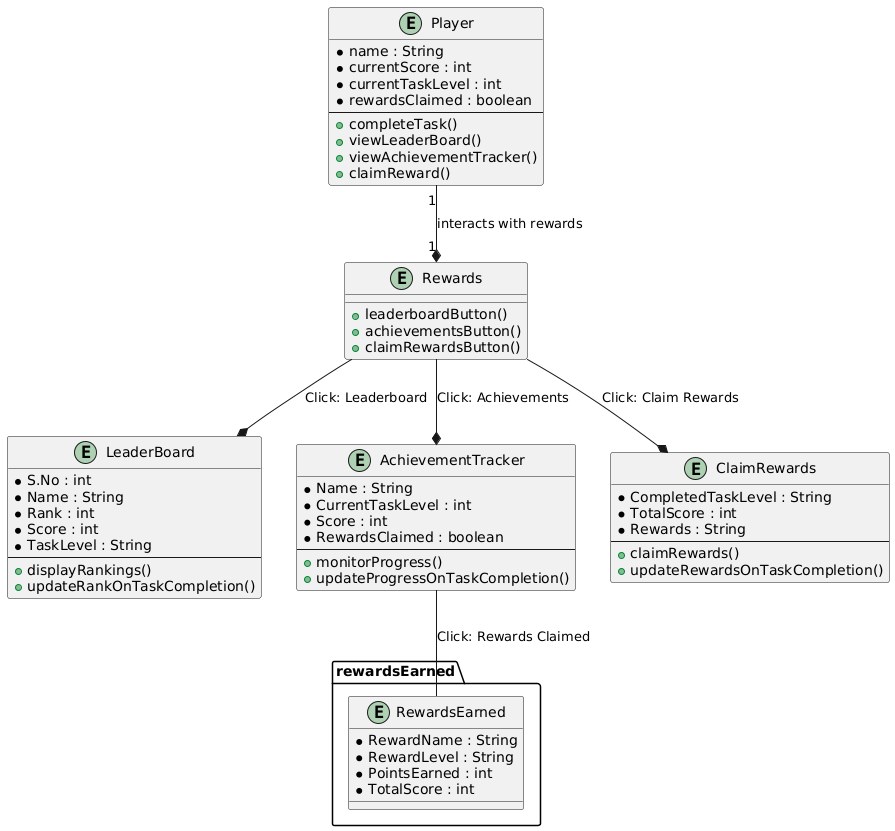 E Player
name : String
currentScore : int
currentTaskLevel : int
rewardsClaimed : boolean
completeTask()
viewLeaderBoard()
viewAchievementTracker()
claimReward()
1
interacts with rewards
1
E Rewards
leaderboardButton()
achievementsButton()
claimRewardsButton()
Click: Leaderboard
Click: Achievements
Click: Claim Rewards
E LeaderBoard
S.No : int
Name : String
Rank : int
Score : int
TaskLevel : String
displayRankings()
updateRankOnTaskCompletion()
E AchievementTracker
Name : String
CurrentTaskLevel : int
Score : int
RewardsClaimed : boolean
monitorProgress()
updateProgressOnTaskCompletion()
E ClaimRewards
CompletedTaskLevel : String
TotalScore : int
Rewards : String
claimRewards()
updateRewardsOnTaskCompletion()
Click: Rewards Claimed
rewardsEarned
E RewardsEarned
RewardName : String
RewardLevel : String
PointsEarned : int
TotalScore : int